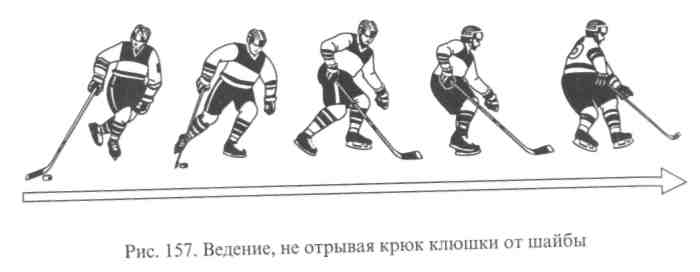 Рис. 157. Ведение, не отрывая крюк клюшки от шайбы